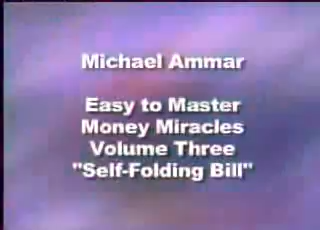 Michael Ammar
Easy to Master
Money Miracles
Volume Three
"Self-Folding Bill"